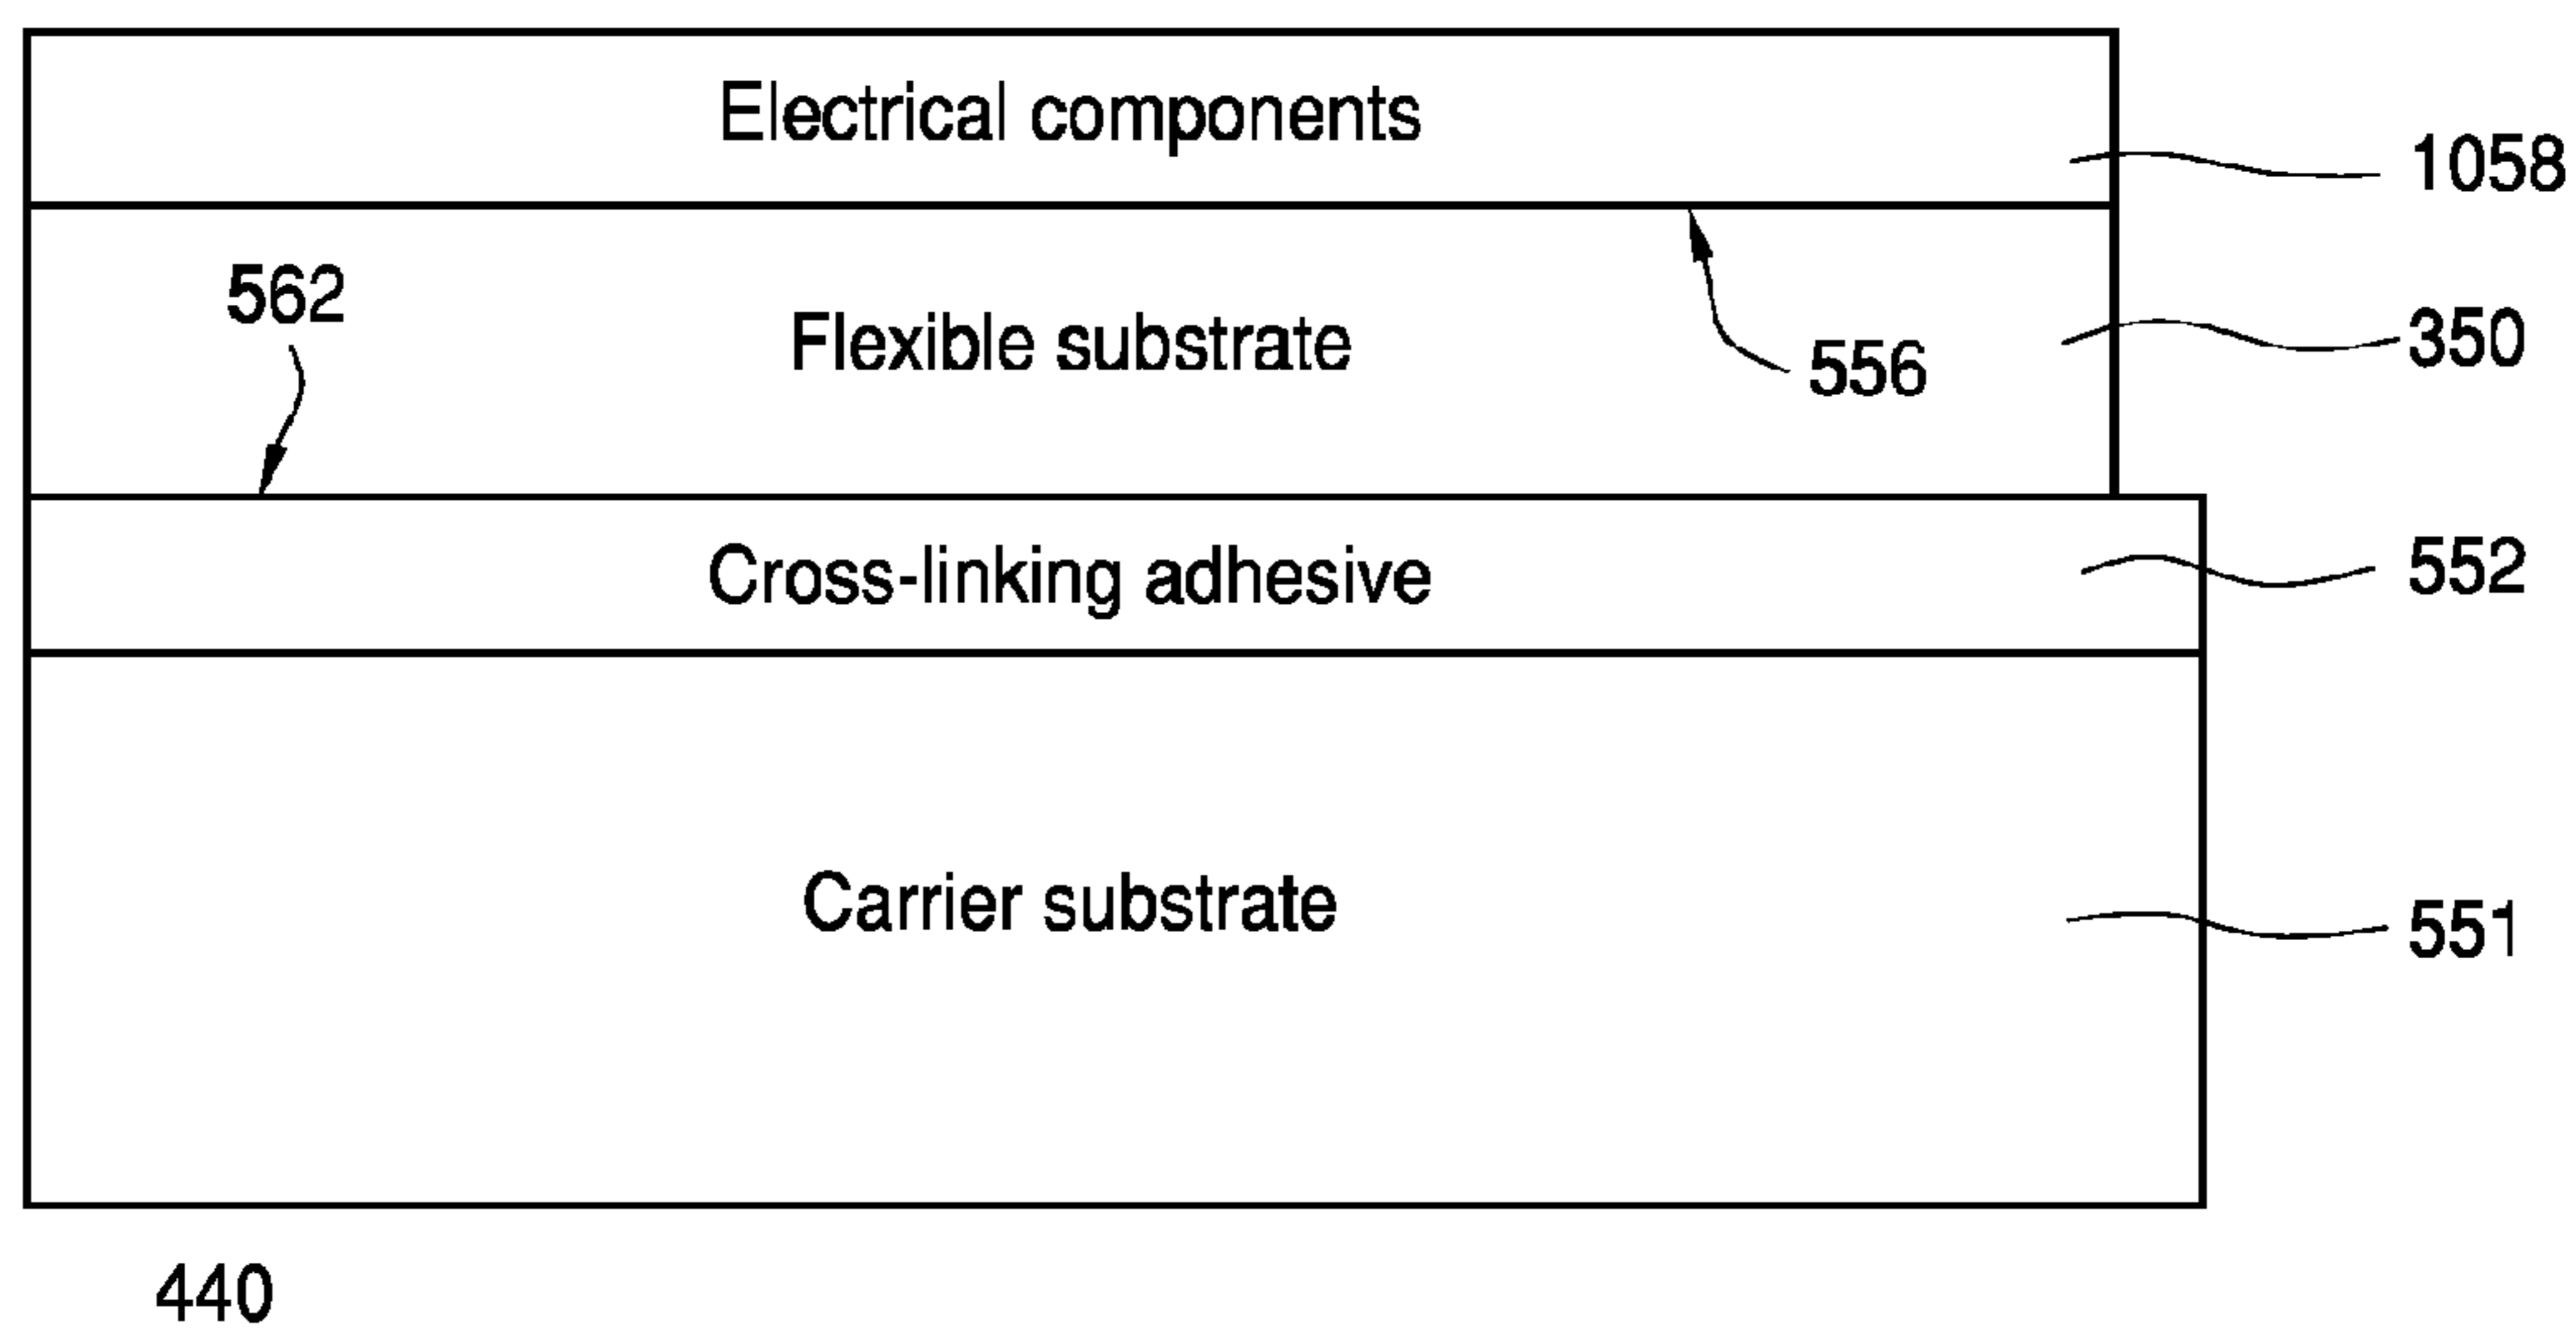 Electrical components
1058
562
Flexible substrate
556
350
Cross-linking adhesive
552
Carrier substrate
551
440